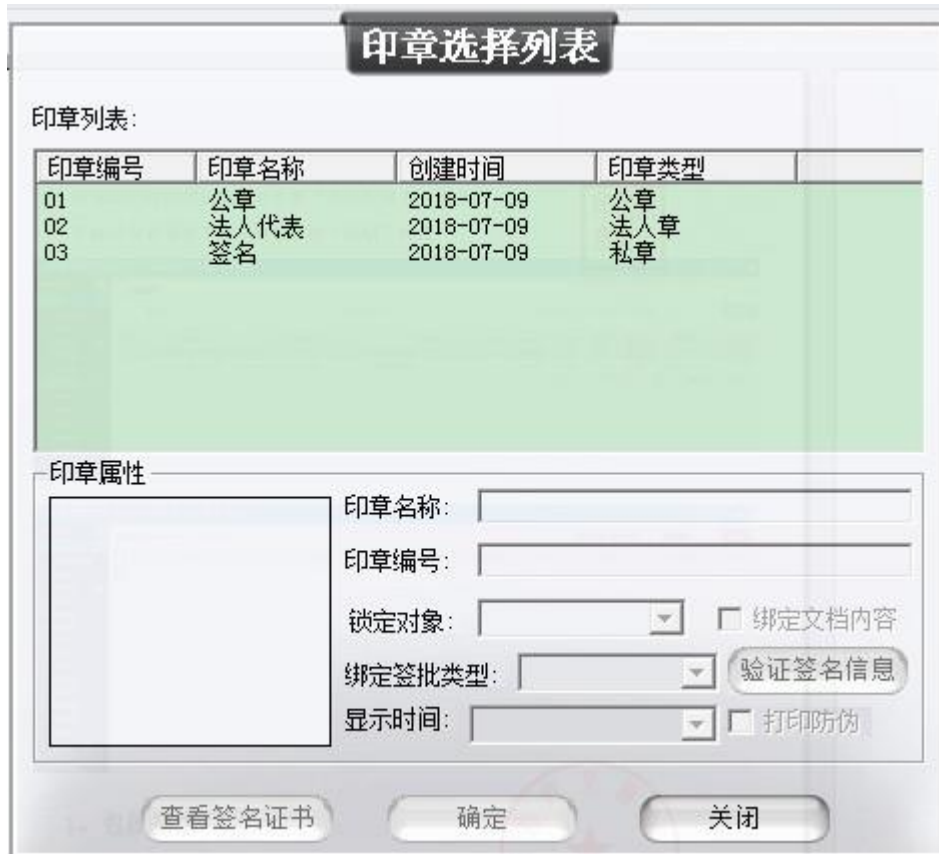 印章选择列表
印章列表:
印章编号 印章名称 创建时间 印章类型
01 公章 2018-07-09 公章
02 法人代表 2018-07-09 法人章
03 签名 2018-07-09 私章
印章属性
印章名称:
印章编号:
锁定对象: 绑定文档内容
绑定签批类型: 验证签名信息
显示时间: 打印防伪
查看签名证书 确定 关闭